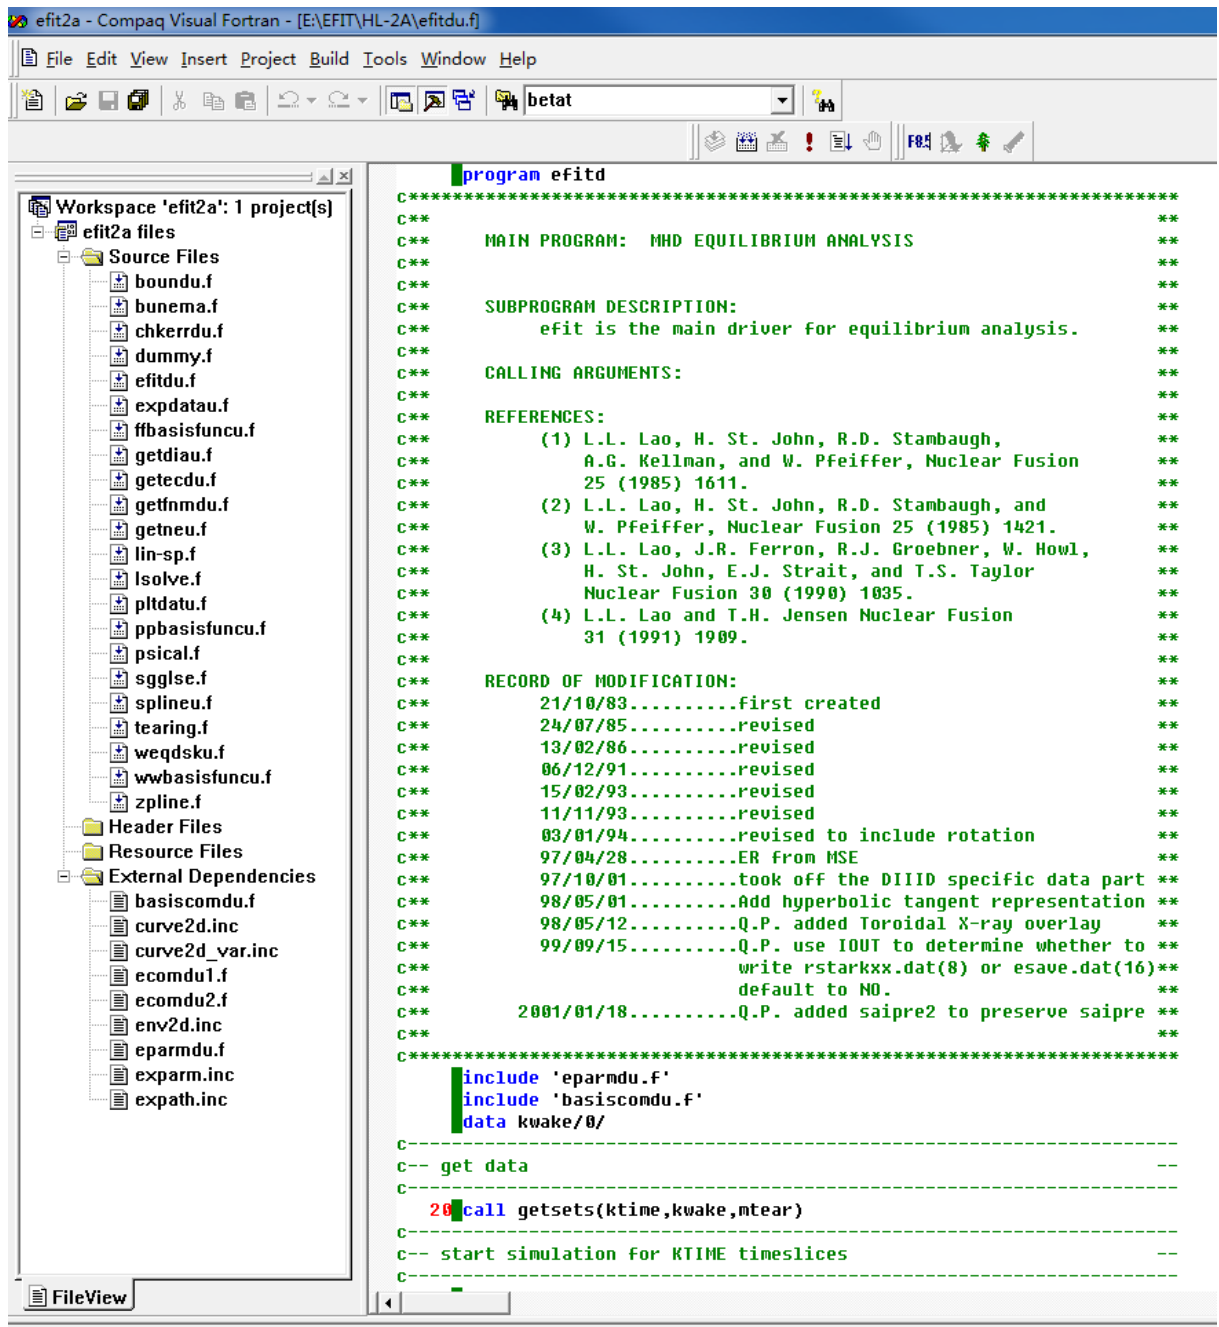 efit2a - Compaq Visual Fortran - [E:\EFIT\HL-2A\efitdu.f]
File Edit View Insert Project Build Tools Window Help
betat
Workspace 'efit2a': 1 project(s)
efit2a files
Source Files
boundu.f
bunema.f
chkerrdu.f
dummy.f
efitdu.f
expdatau.f
ffbasisfuncu.f
getdiau.f
getecdu.f
getfnmdu.f
getneu.f
lin-sp.f
lsolve.f
pltdatu.f
ppbasisfuncu.f
psical.f
sgglse.f
splineu.f
tearing.f
weqdsku.f
wwbasisfuncu.f
zpline.f
Header Files
Resource Files
External Dependencies
basiscomdu.f
curve2d.inc
curve2d_var.inc
ecomdu1.f
ecomdu2.f
env2d.inc
eparmdu.f
exparm.inc
expath.inc
FileView
program efitd
c**********************************************************************
c** **
c** MAIN PROGRAM: MHD EQUILIBRIUM ANALYSIS **
c** **
c** **
c** SUBPROGRAM DESCRIPTION: **
c** efit is the main driver for equilibrium analysis. **
c** **
c** CALLING ARGUMENTS: **
c** **
c** REFERENCES: **
c** (1) L.L. Lao, H. St. John, R.D. Stambaugh, **
c** A.G. Kellman, and W. Pfeiffer, Nuclear Fusion **
c** 25 (1985) 1611. **
c** (2) L.L. Lao, H. St. John, R.D. Stambaugh, and **
c** W. Pfeiffer, Nuclear Fusion 25 (1985) 1421. **
c** (3) L.L. Lao, J.R. Ferron, R.J. Groebner, W. Howl, **
c** H. St. John, E.J. Strait, and T.S. Taylor **
c** Nuclear Fusion 30 (1990) 1035. **
c** (4) L.L. Lao and T.H. Jensen Nuclear Fusion **
c** 31 (1991) 1909. **
c** **
c** RECORD OF MODIFICATION: **
c** 21/10/83..........first created **
c** 24/07/85..........revised **
c** 13/02/86..........revised **
c** 06/12/91..........revised **
c** 15/02/93..........revised **
c** 11/11/93..........revised **
c** 03/01/94..........revised to include rotation **
c** 97/04/28..........ER from MSE **
c** 97/10/01..........took off the DIIID specific data part **
c** 98/05/01..........Add hyperbolic tangent representation **
c** 98/05/12..........Q.P. added Toroidal X-ray overlay **
c** 99/09/15..........Q.P. use IOUT to determine whether to **
c** write rstarkxx.dat(8) or esave.dat(16)**
c** default to NO. **
c** 2001/01/18..........Q.P. added saipre2 to preserve saipre **
c** **
c**********************************************************************
include 'eparmdu.f'
include 'basiscomdu.f'
data kwake/0/
c----------------------------------------------------------------------
c-- get data --
c----------------------------------------------------------------------
20 call getsets(ktime,kwake,mtear)
c----------------------------------------------------------------------
c-- start simulation for KTIME timeslices --
c----------------------------------------------------------------------